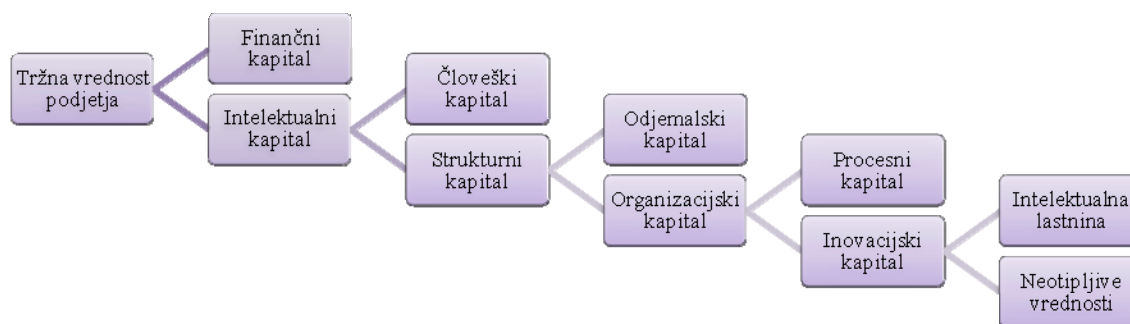 Tržna vrednost
podjetja
Finančni
kapital
Intelektualni
kapital
Človeški
kapital
Strukturni
kapital
Odjemalski
kapital
Organizacijski
kapital
Procesni
kapital
Inovacijski
kapital
Intelektualna
lastnina
Neotipljive
vrednosti